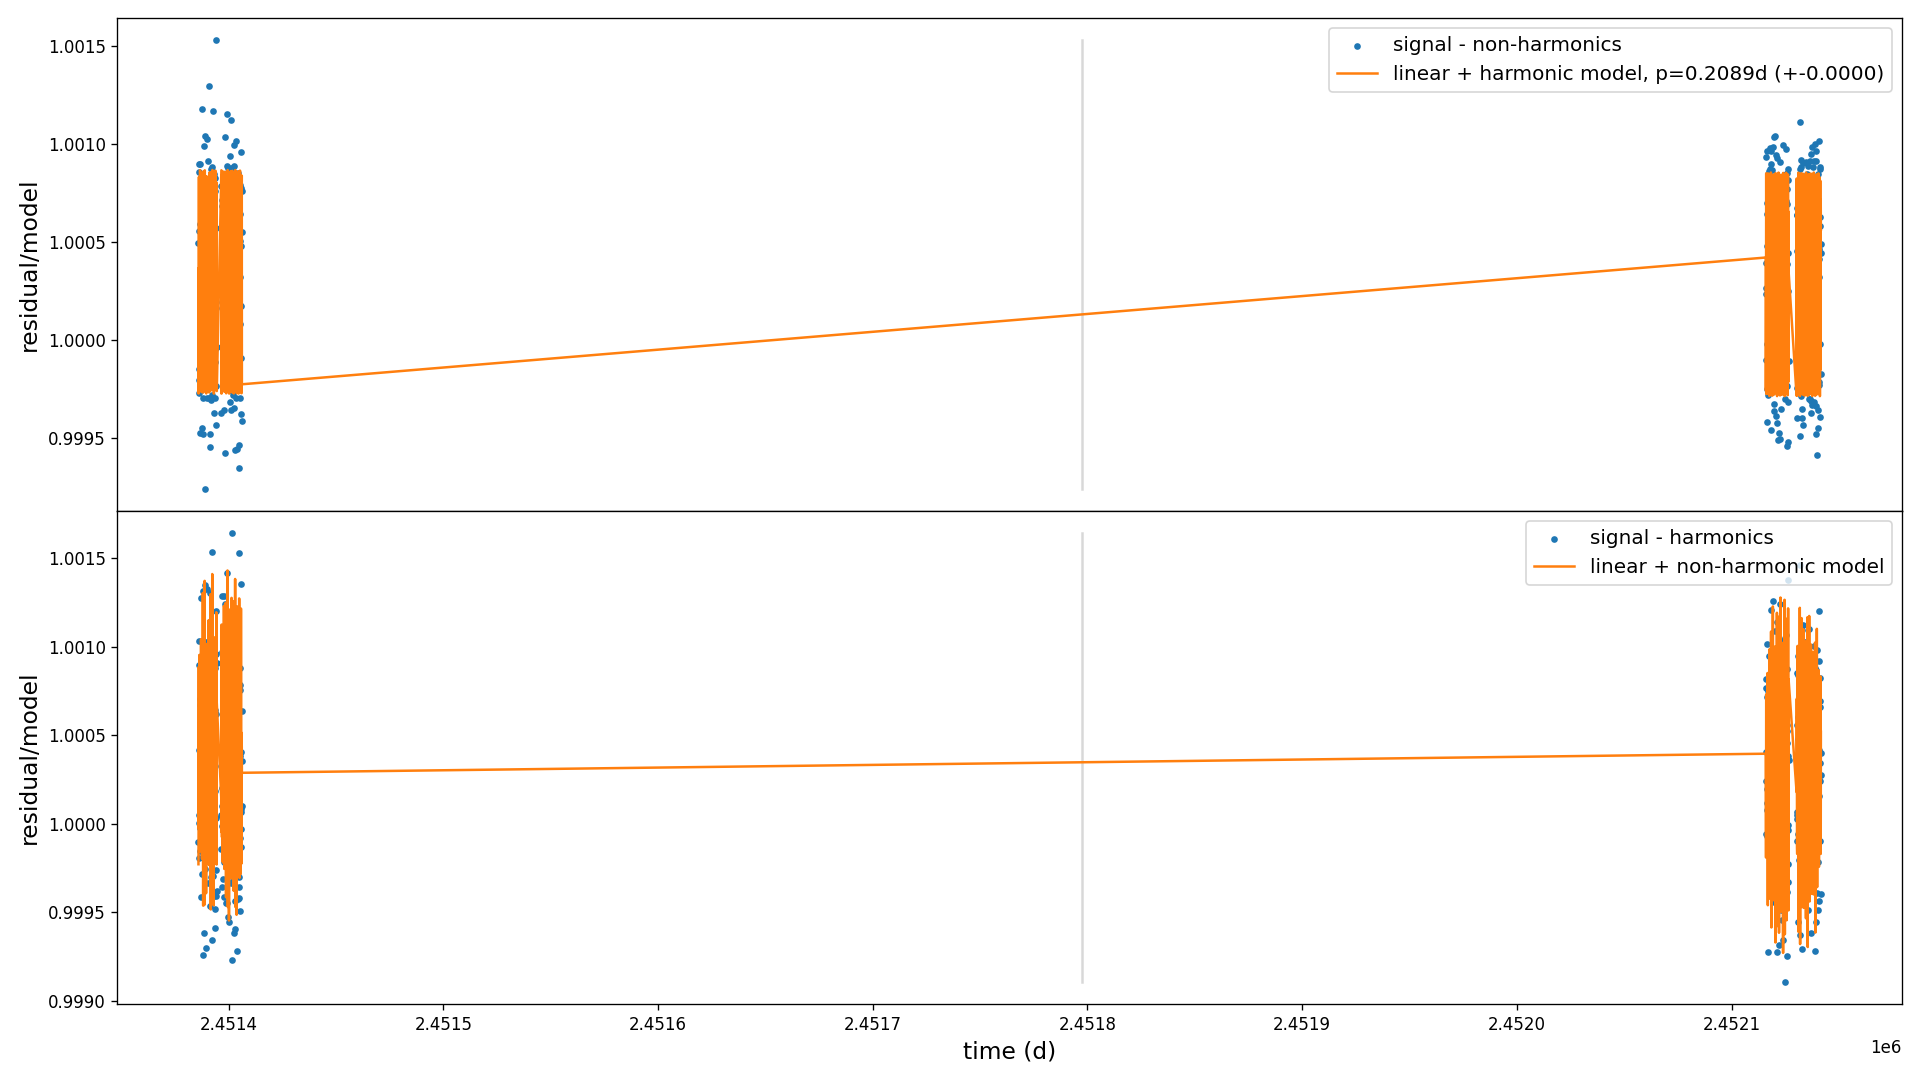 1.0015
1.0010
1.0005
1.0000
0.9995
residual/model
signal - non-harmonics
linear + harmonic model, p=0.2089d (+-0.0000)
1.0015
1.0010
1.0005
1.0000
0.9995
0.9990
residual/model
signal - harmonics
linear + non-harmonic model
2.4514
2.4515
2.4516
2.4517
2.4518
2.4519
2.4520
2.4521
1e6
time (d)